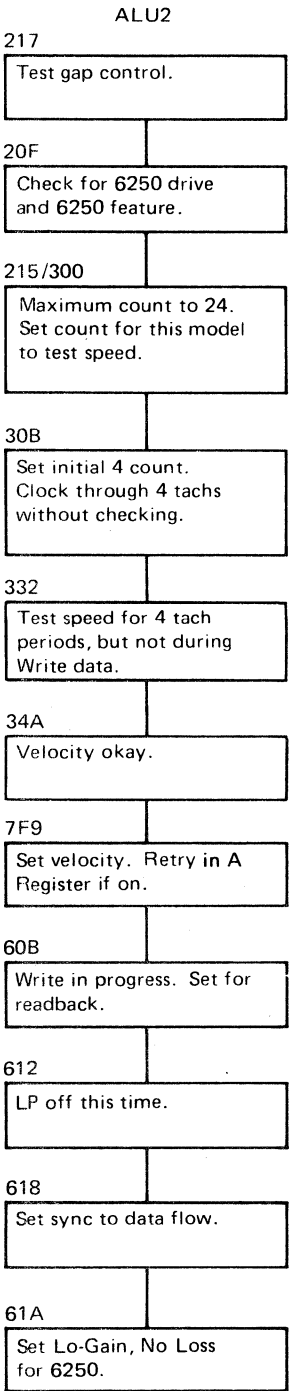 ALU2
217
Test gap control.
20F
Check for 6250 drive
and 6250 feature.
215/300
Maximum count to 24.
Set count for this model
to test speed.
30B
Set initial 4 count.
Clock through 4 tachs
without checking.
332
Test speed for 4 tach
periods, but not during
Write data.
34A
Velocity okay.
7F9
Set velocity. Retry in A
Register if on.
60B
Write in progress. Set for
readback.
612
LP off this time.
618
Set sync to data flow.
61A
Set Lo-Gain, No Loss
for 6250.